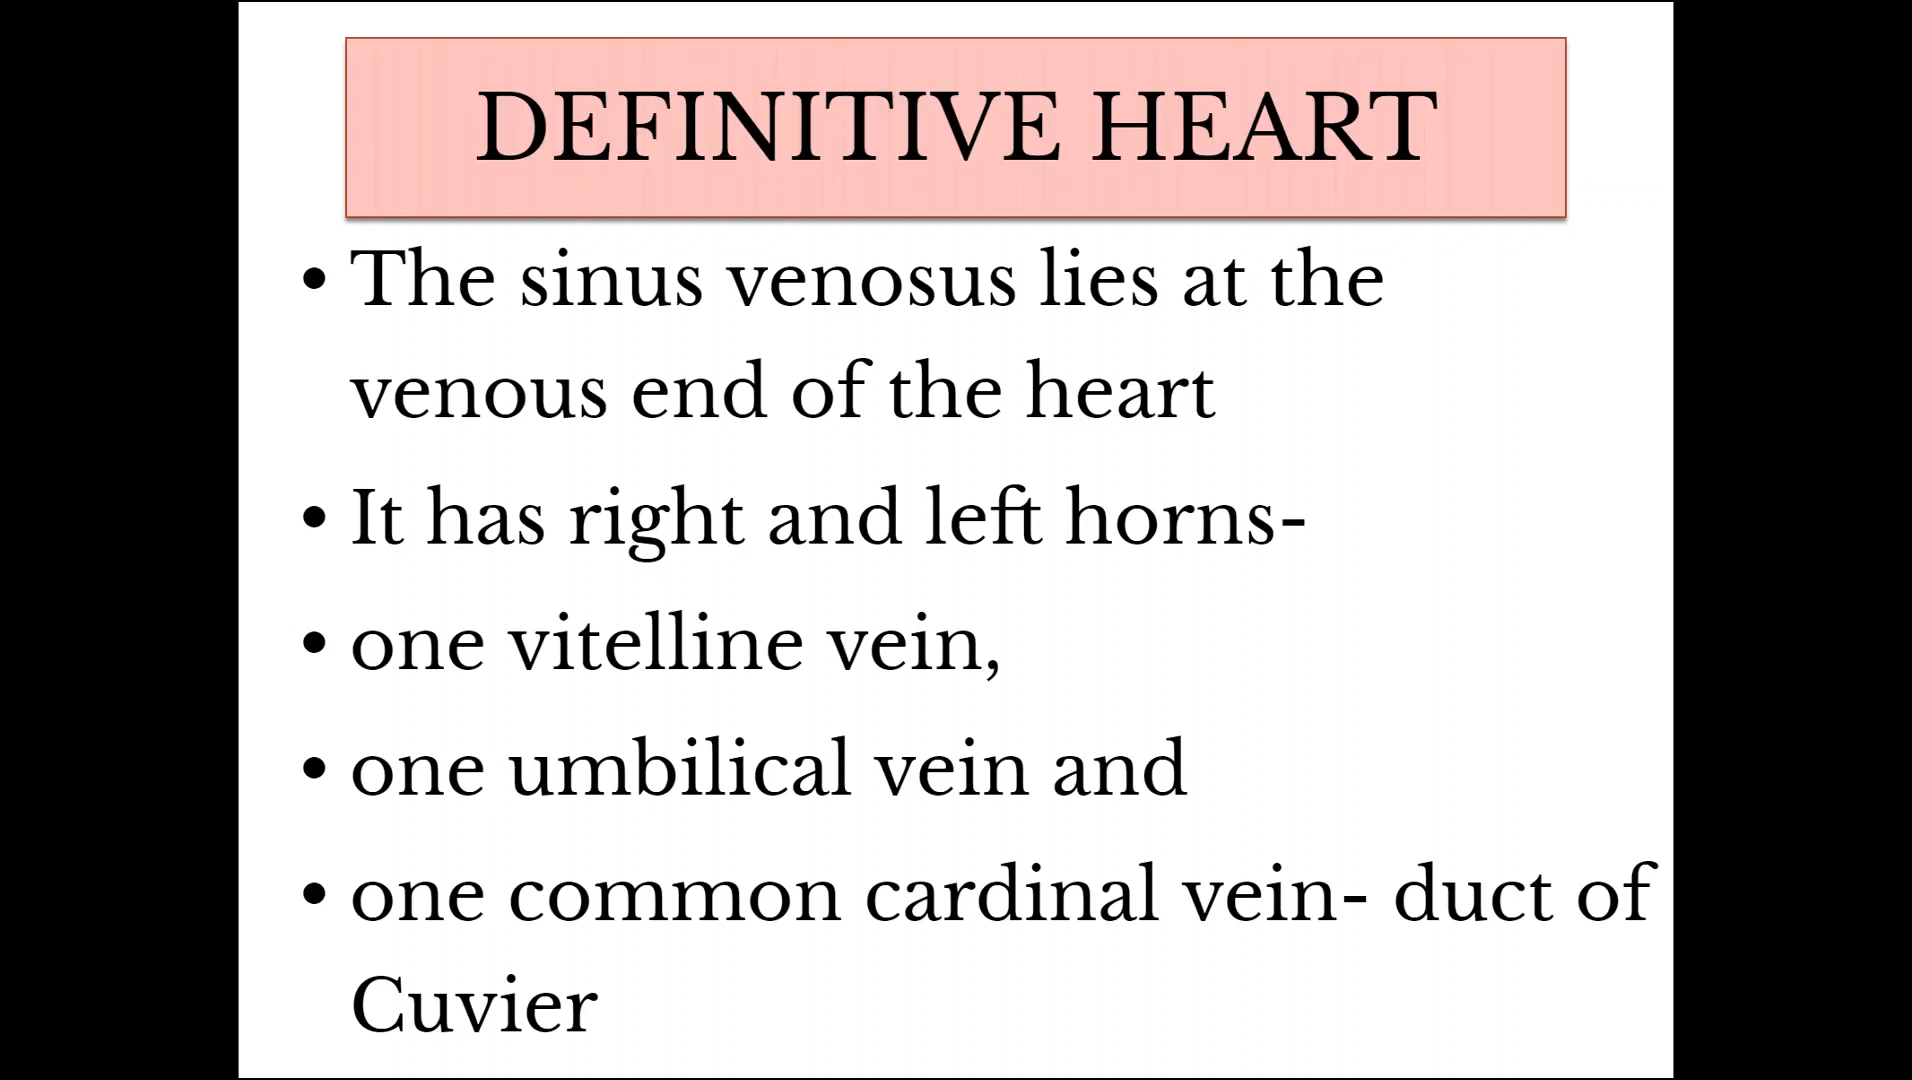 DEFINITIVE HEART
• The sinus venosus lies at the
venous end of the heart
• It has right and left horns-
• one vitelline vein,
• one umbilical vein and
• one common cardinal vein- duct of
Cuvier